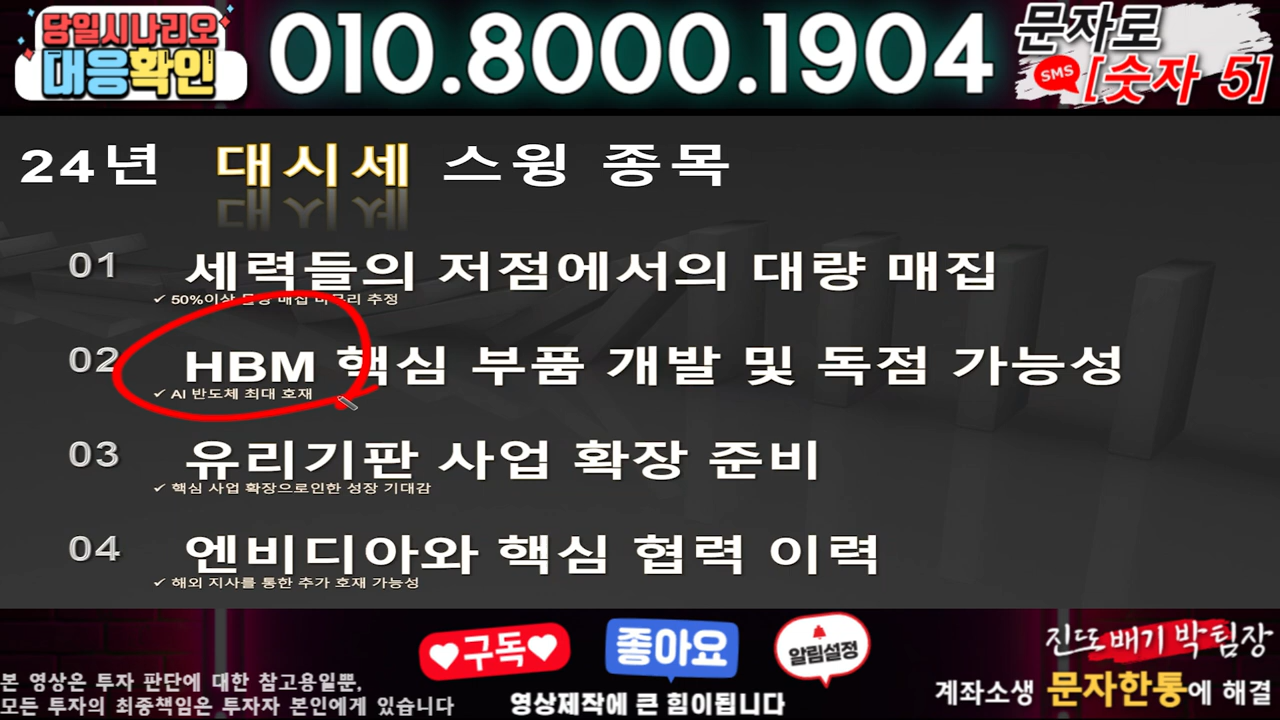 당일시나리오
대응확인
010.8000.1904
문자로
SMS
[숫자 5]
24년 대시세 스윙 종목
01 세력들의 저점에서의 대량 매집
✓ 50%이상 물량 매집 마무리 추정
02 HBM 핵심 부품 개발 및 독점 가능성
✓ AI 반도체 최대 호재
03 유리기판 사업 확장 준비
✓ 핵심 사업 확장으로인한 성장 기대감
04 엔비디아와 핵심 협력 이력
✓ 해외 지사를 통한 추가 호재 가능성
구독
좋아요
알림설정
영상제작에 큰 힘이됩니다
본 영상은 투자 판단에 대한 참고용일뿐,
모든 투자의 최종책임은 투자자 본인에게 있습니다
진또배기 박팀장
계좌소생 문자한통에 해결